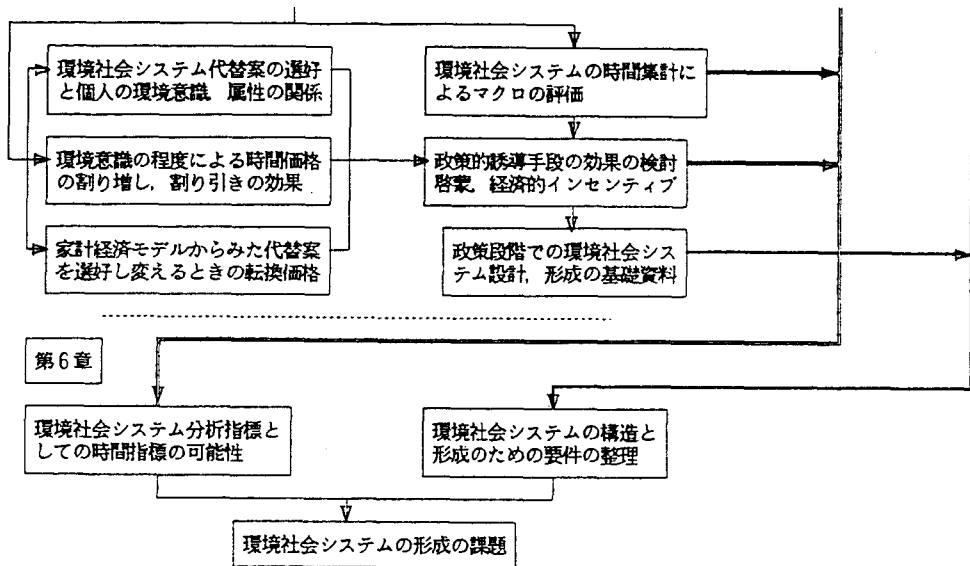 環境社会システム代替案の選好
と個人の環境意識，属性の関係
環境社会システムの時間集計に
よるマクロの評価
環境意識の程度による時間価格
の割り増し，割り引きの効果
政策的誘導手段の効果の検討
啓蒙，経済的インセンティブ
家計経済モデルからみた代替案
を選好し変えるときの転換価格
政策段階での環境社会シス
テム設計，形成の基礎資料
第6章
環境社会システム分析指標と
しての時間指標の可能性
環境社会システムの構造と
形成のための要件の整理
環境社会システムの形成の課題